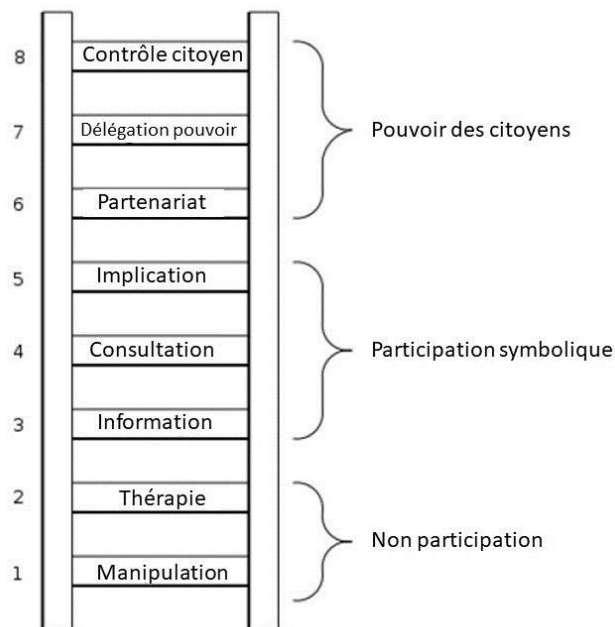 8 Contrôle citoyen
7 Délégation pouvoir
Pouvoir des citoyens
6 Partenariat
5 Implication
4 Consultation
Participation symbolique
3 Information
2 Thérapie
Non participation
1 Manipulation